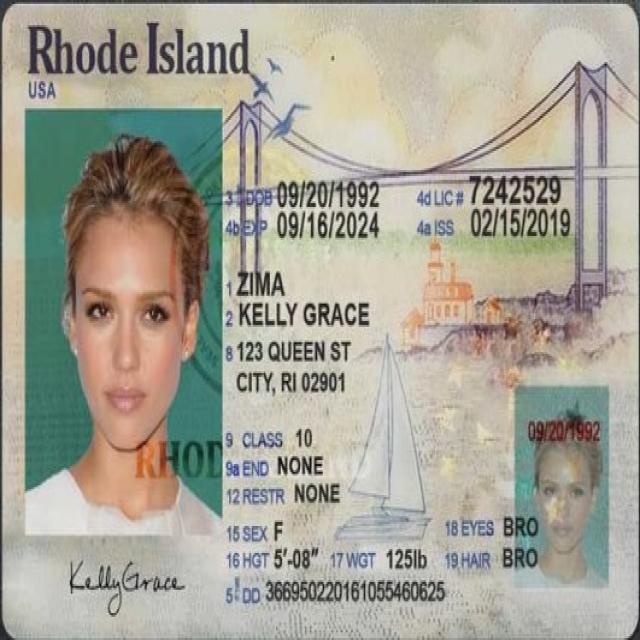 Rhode Island
USA
3 DOB 09/20/1992 4d LIC # 7242529
4b EXP 09/16/2024 4a ISS 02/15/2019
1 ZIMA
2 KELLY GRACE
8 123 QUEEN ST
CITY, RI 02901
09/20/1992
9 CLASS 10
RHOD
9a END NONE
12 RESTR NONE
15 SEX F 18 EYES BRO
16 HGT 5'-08" 17 WGT 125lb 19 HAIR BRO
5 DD 366950220161055460625
Kelly Grace